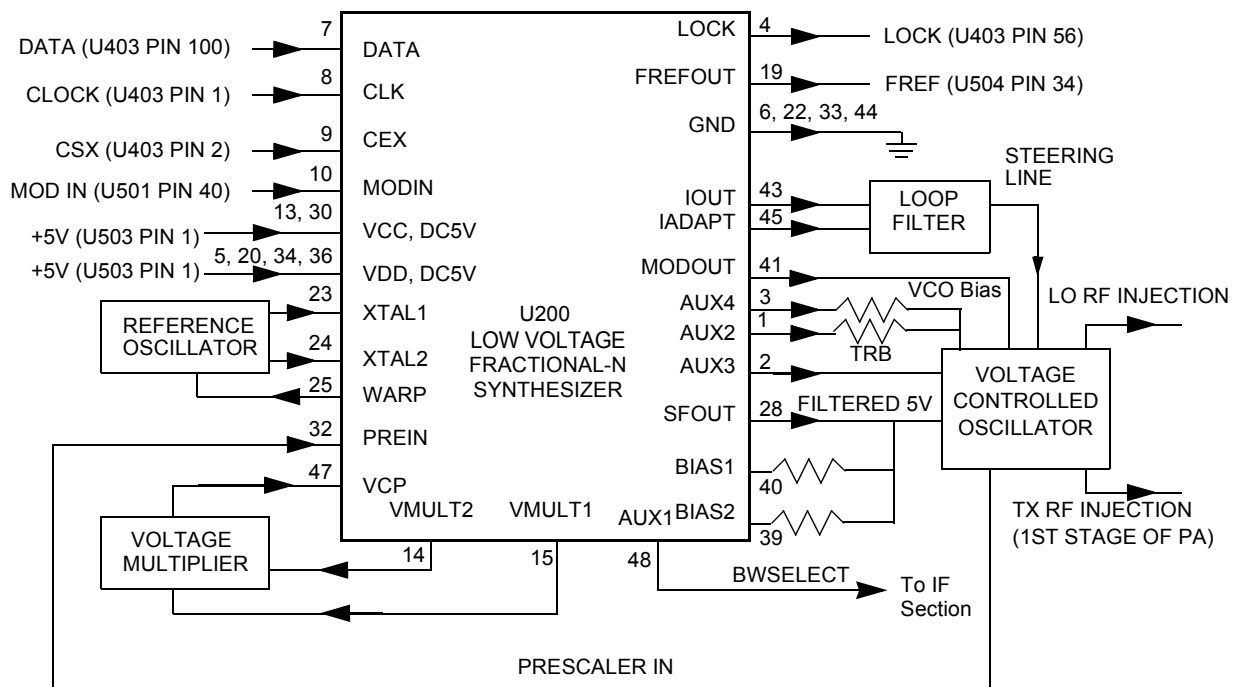 DATA (U403 PIN 100)
7
DATA
CLOCK (U403 PIN 1)
8
CLK
CSX (U403 PIN 2)
9
CEX
MOD IN (U501 PIN 40)
10
MODIN
+5V (U503 PIN 1)
13, 30
VCC, DC5V
+5V (U503 PIN 1)
5, 20, 34, 36
VDD, DC5V
REFERENCE
OSCILLATOR
23
XTAL1
24
XTAL2
25
WARP
32
PREIN
47
VCP
VOLTAGE
MULTIPLIER
VMULT2
14
VMULT1
15
AUX1
48
BWSELECT
To IF
Section
U200
LOW VOLTAGE
FRACTIONAL-N
SYNTHESIZER
LOCK
4
LOCK (U403 PIN 56)
FREFOUT
19
FREF (U504 PIN 34)
GND
6, 22, 33, 44
IOUT
43
IADAPT
45
LOOP
FILTER
STEERING
LINE
MODOUT
41
AUX4
3
VCO Bias
AUX2
1
TRB
AUX3
2
SFOUT
28
FILTERED 5V
BIAS1
40
BIAS2
39
VOLTAGE
CONTROLLED
OSCILLATOR
LO RF INJECTION
TX RF INJECTION
(1ST STAGE OF PA)
PRESCALER IN